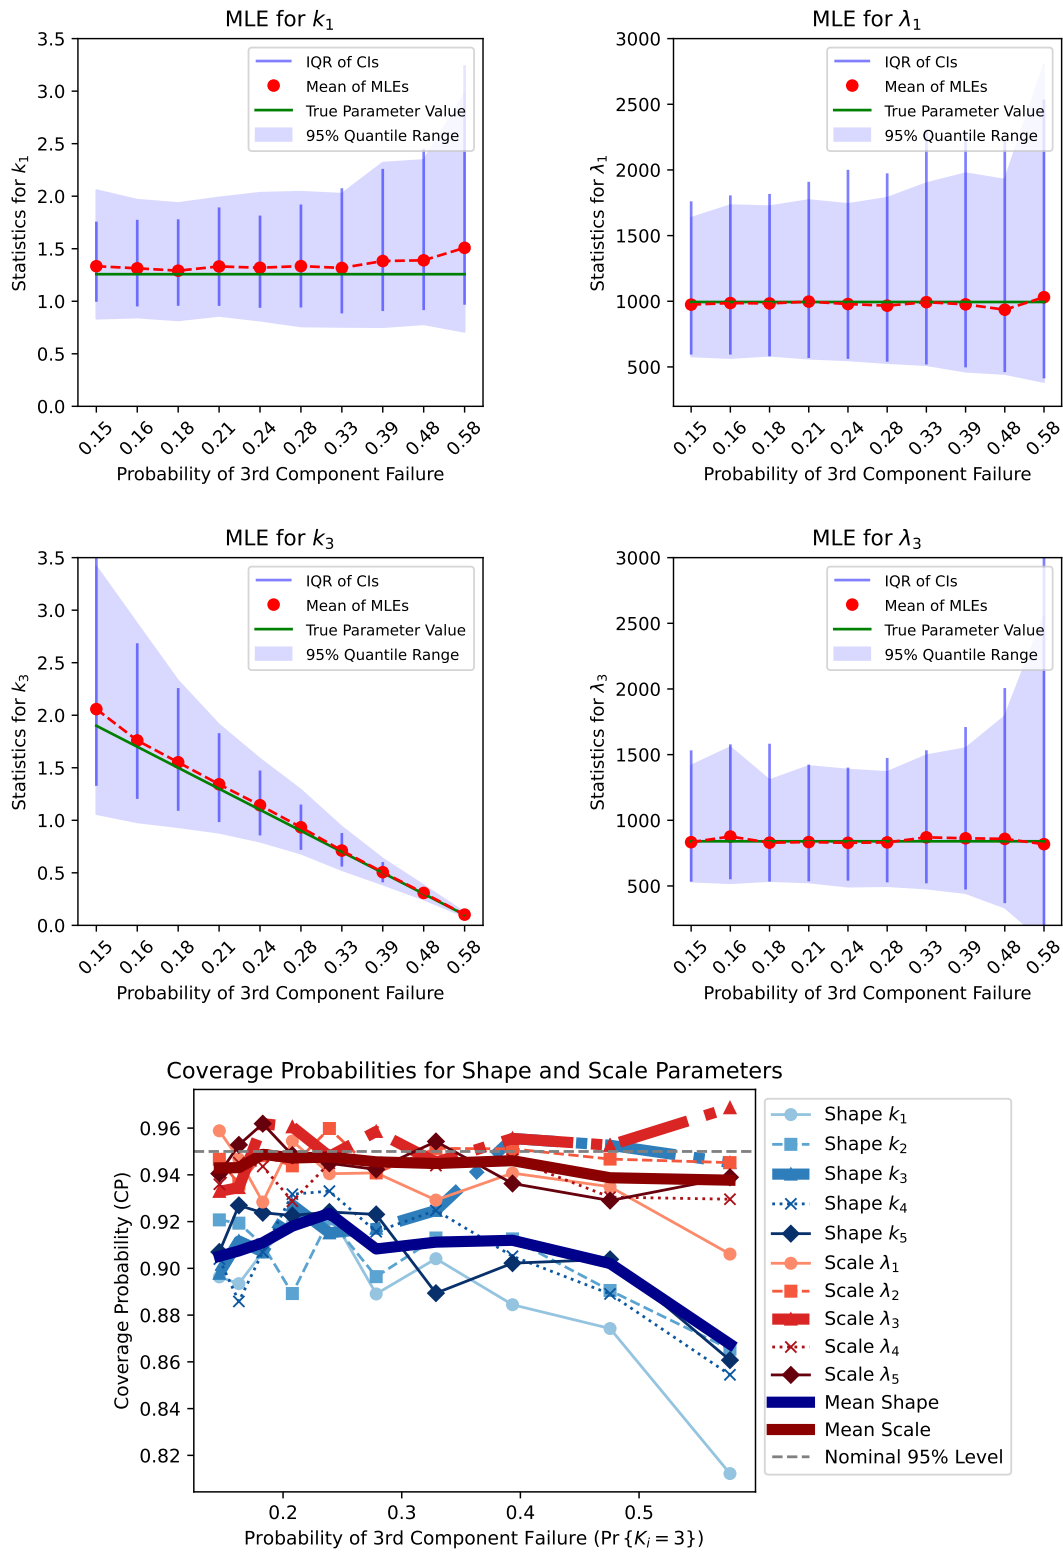 MLE for k₁
Statistics for k₁
3.5
3.0
2.5
2.0
1.5
1.0
0.5
0.0
IQR of CIs
Mean of MLEs
True Parameter Value
95% Quantile Range
0.15 0.16 0.18 0.21 0.24 0.28 0.33 0.39 0.48 0.58
Probability of 3rd Component Failure
MLE for λ₁
Statistics for λ₁
3000
2500
2000
1500
1000
500
IQR of CIs
Mean of MLEs
True Parameter Value
95% Quantile Range
0.15 0.16 0.18 0.21 0.24 0.28 0.33 0.39 0.48 0.58
Probability of 3rd Component Failure
MLE for k₃
Statistics for k₃
3.5
3.0
2.5
2.0
1.5
1.0
0.5
0.0
IQR of CIs
Mean of MLEs
True Parameter Value
95% Quantile Range
0.15 0.16 0.18 0.21 0.24 0.28 0.33 0.39 0.48 0.58
Probability of 3rd Component Failure
MLE for λ₃
Statistics for λ₃
3000
2500
2000
1500
1000
500
IQR of CIs
Mean of MLEs
True Parameter Value
95% Quantile Range
0.15 0.16 0.18 0.21 0.24 0.28 0.33 0.39 0.48 0.58
Probability of 3rd Component Failure
Coverage Probabilities for Shape and Scale Parameters
Coverage Probability (CP)
0.96
0.94
0.92
0.90
0.88
0.86
0.84
0.82
0.2 0.3 0.4 0.5
Probability of 3rd Component Failure (Pr {Kᵢ = 3})
Shape k₁
Shape k₂
Shape k₃
Shape k₄
Shape k₅
Scale λ₁
Scale λ₂
Scale λ₃
Scale λ₄
Scale λ₅
Mean Shape
Mean Scale
Nominal 95% Level